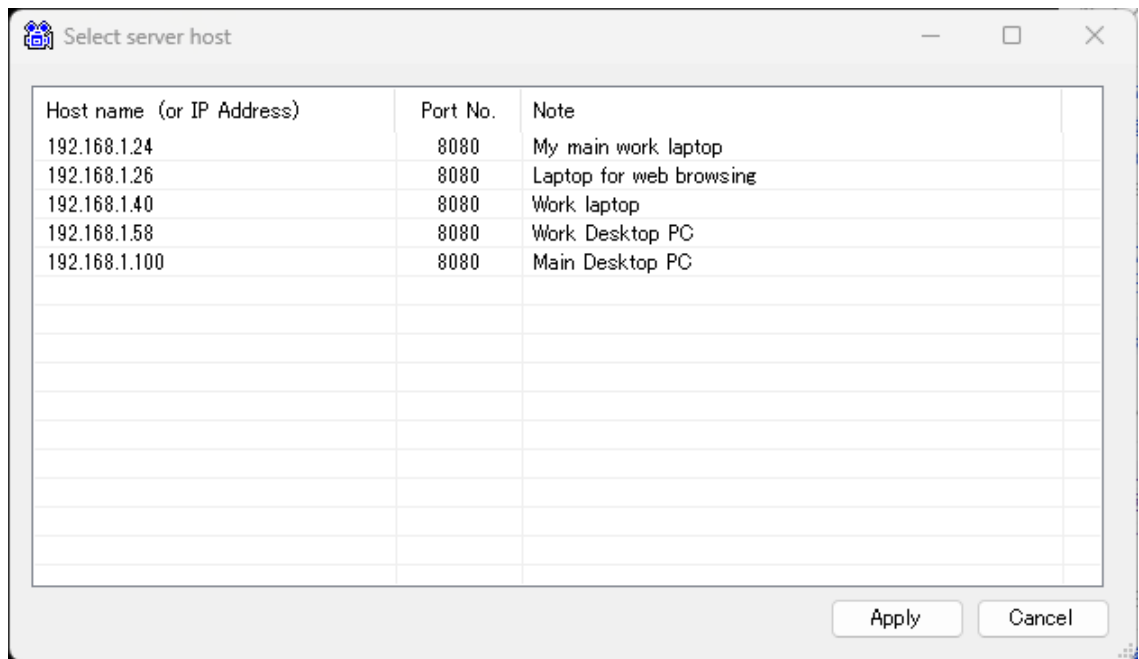 Select server host
Host name (or IP Address) Port No. Note
192.168.1.24 8080 My main work laptop
192.168.1.26 8080 Laptop for web browsing
192.168.1.40 8080 Work laptop
192.168.1.58 8080 Work Desktop PC
192.168.1.100 8080 Main Desktop PC
Apply Cancel